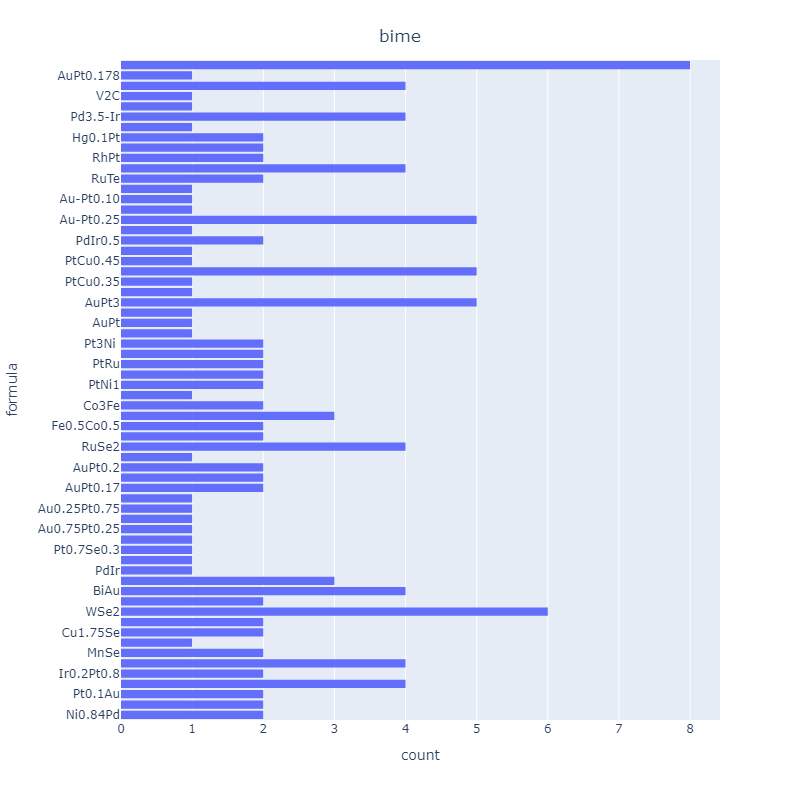 bime
AuPt0.178
V2C
Pd3.5-Ir
Hg0.1Pt
RhPt
RuTe
Au-Pt0.10
Au-Pt0.25
PdIr0.5
PtCu0.45
PtCu0.35
AuPt3
AuPt
Pt3Ni
PtRu
PtNi1
Co3Fe
Fe0.5Co0.5
RuSe2
AuPt0.2
AuPt0.17
Au0.25Pt0.75
Au0.75Pt0.25
Pt0.7Se0.3
PdIr
BiAu
WSe2
Cu1.75Se
MnSe
Ir0.2Pt0.8
Pt0.1Au
Ni0.84Pd
formula
0 1 2 3 4 5 6 7 8
count